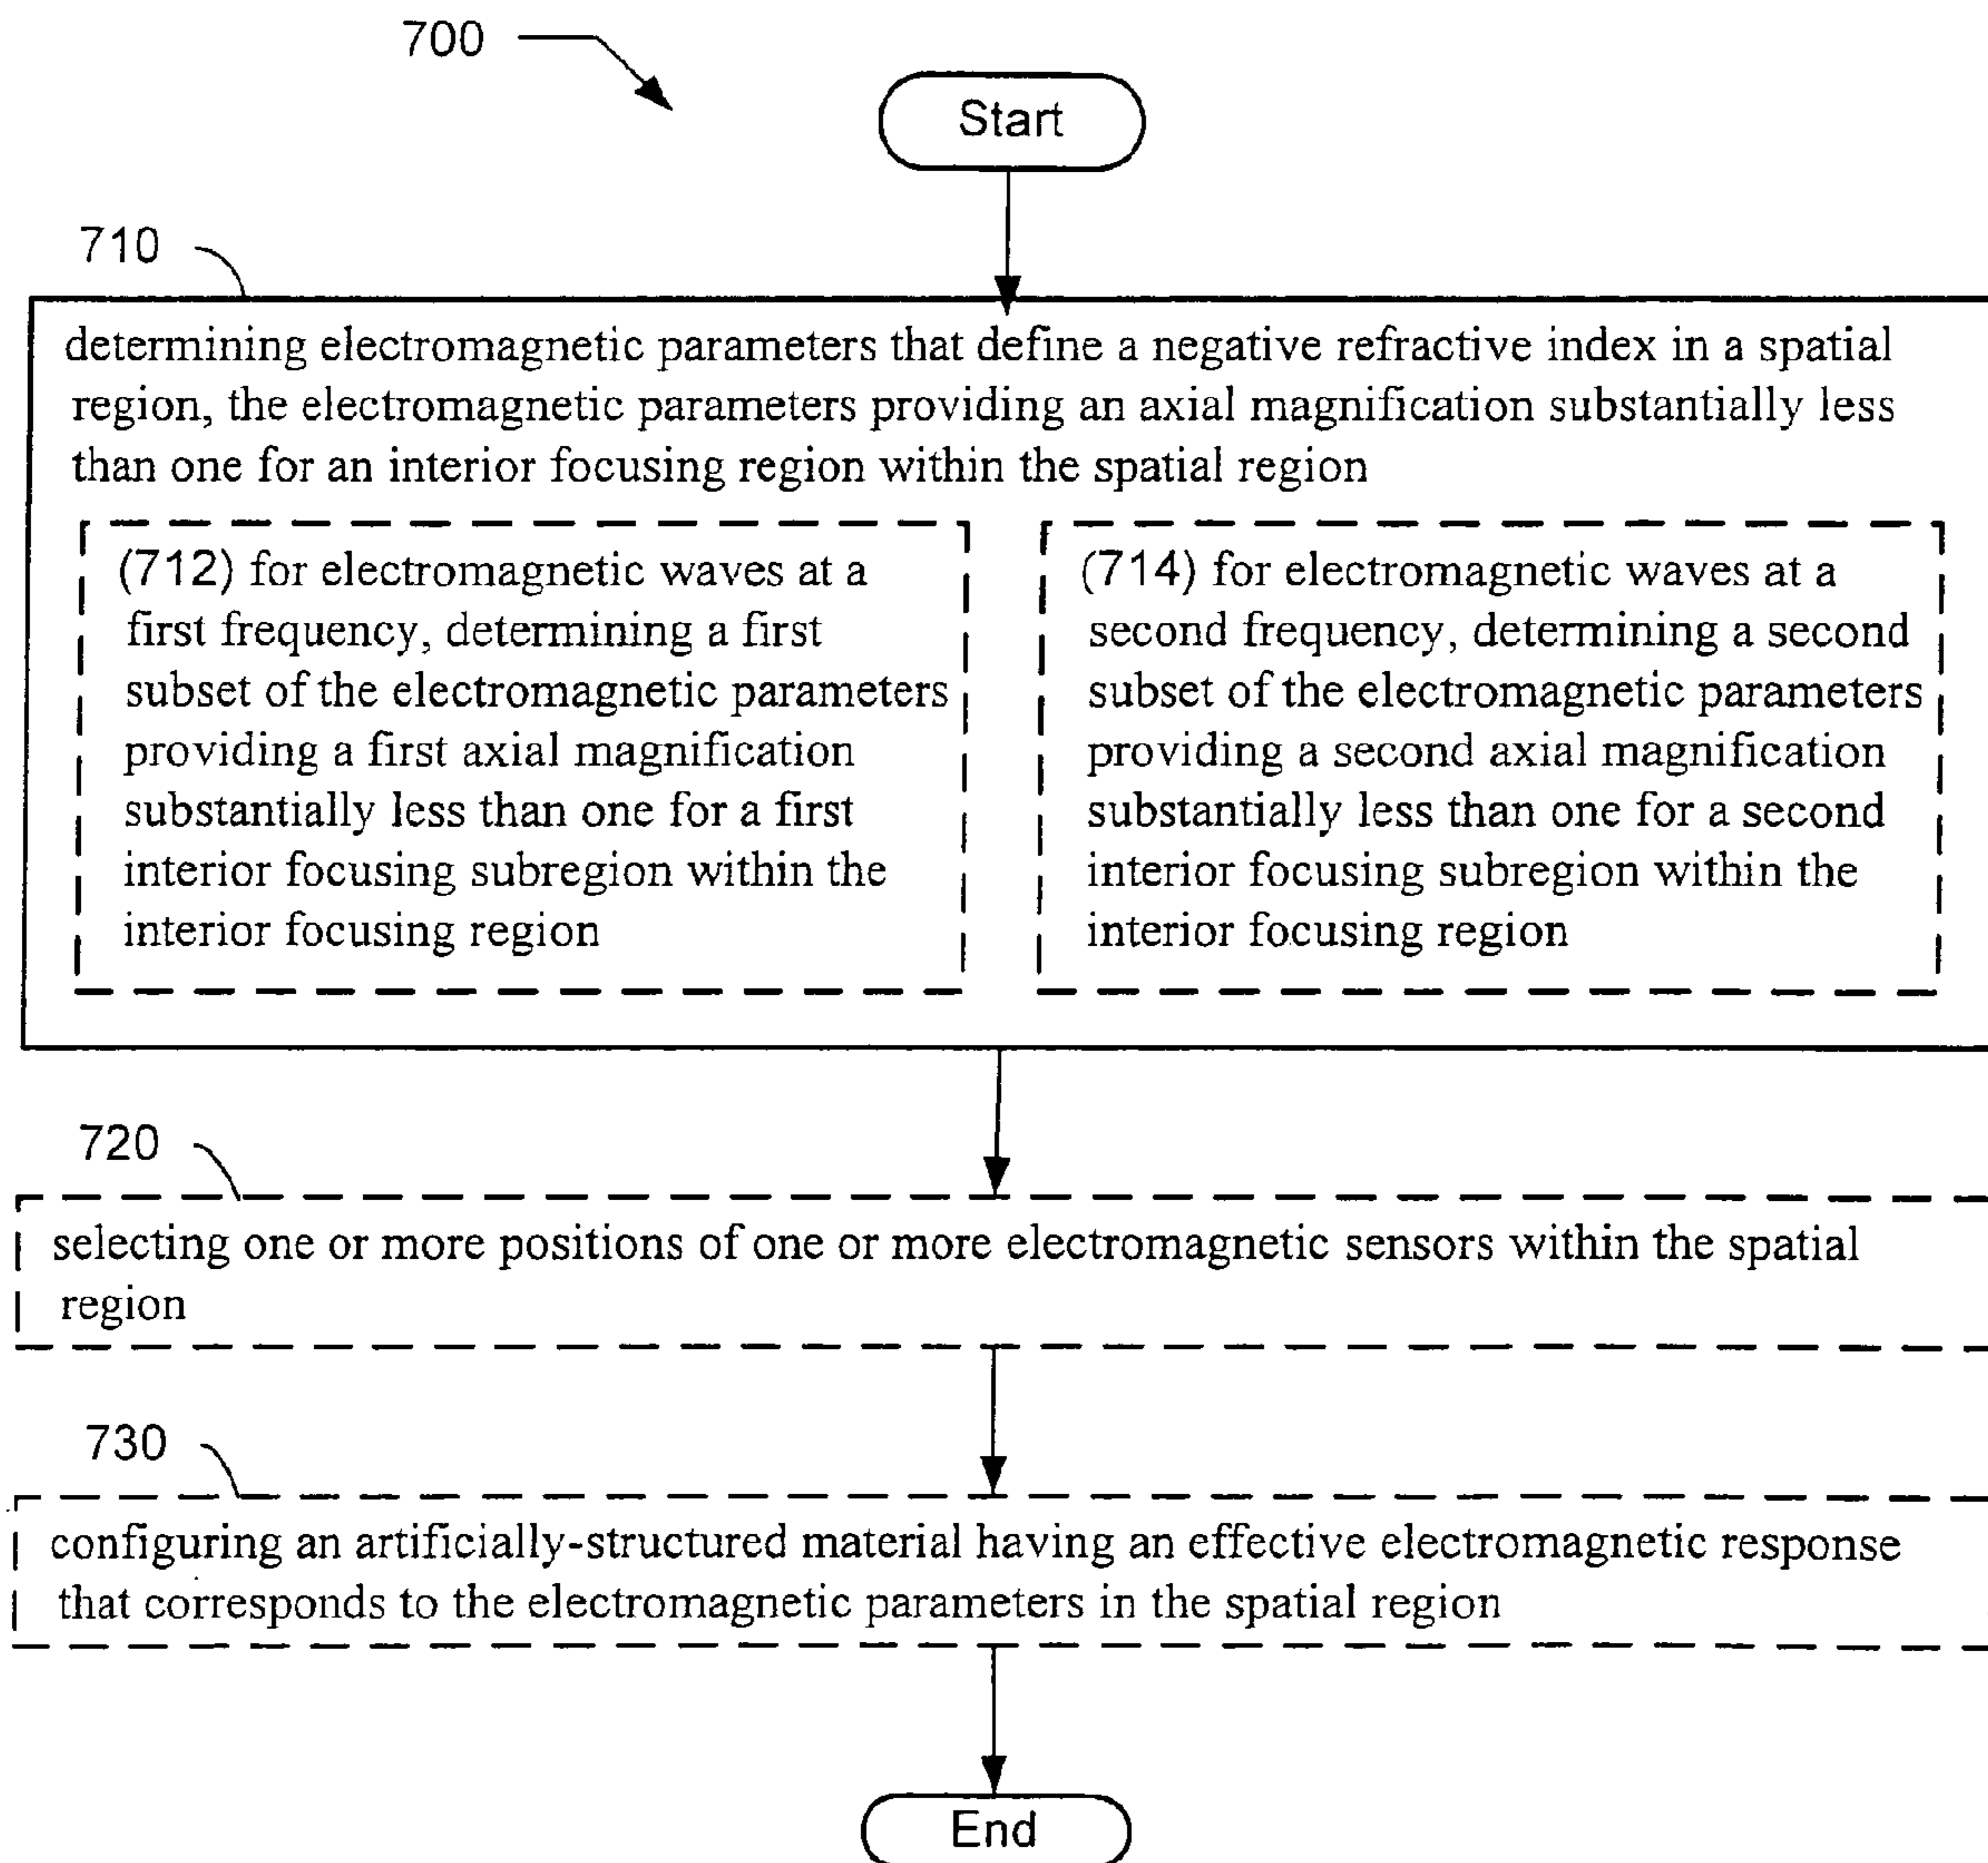 700
Start
710
determining electromagnetic parameters that define a negative refractive index in a spatial
region, the electromagnetic parameters providing an axial magnification substantially less
than one for an interior focusing region within the spatial region
(712) for electromagnetic waves at a
first frequency, determining a first
subset of the electromagnetic parameters
providing a first axial magnification
substantially less than one for a first
interior focusing subregion within the
interior focusing region
(714) for electromagnetic waves at a
second frequency, determining a second
subset of the electromagnetic parameters
providing a second axial magnification
substantially less than one for a second
interior focusing subregion within the
interior focusing region
720
selecting one or more positions of one or more electromagnetic sensors within the spatial
region
730
configuring an artificially-structured material having an effective electromagnetic response
that corresponds to the electromagnetic parameters in the spatial region
End